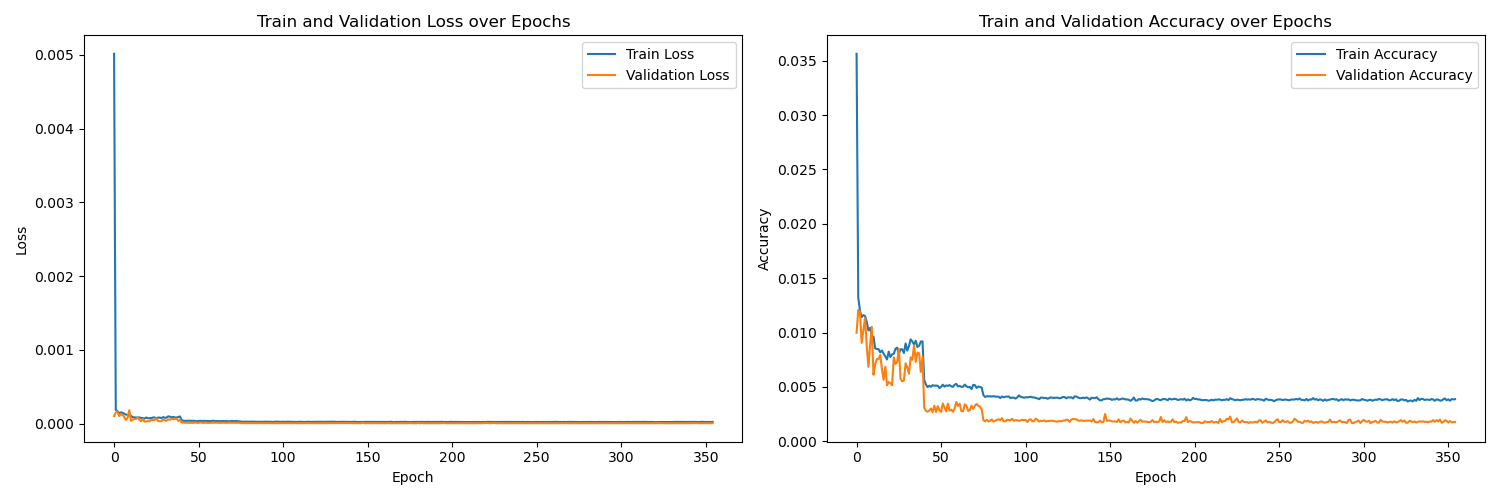 Train and Validation Loss over Epochs
Train Loss
Validation Loss
0.005
0.004
0.003
0.002
0.001
0.000
Loss
0 50 100 150 200 250 300 350
Epoch
Train and Validation Accuracy over Epochs
Train Accuracy
Validation Accuracy
0.035
0.030
0.025
0.020
0.015
0.010
0.005
0.000
Accuracy
0 50 100 150 200 250 300 350
Epoch